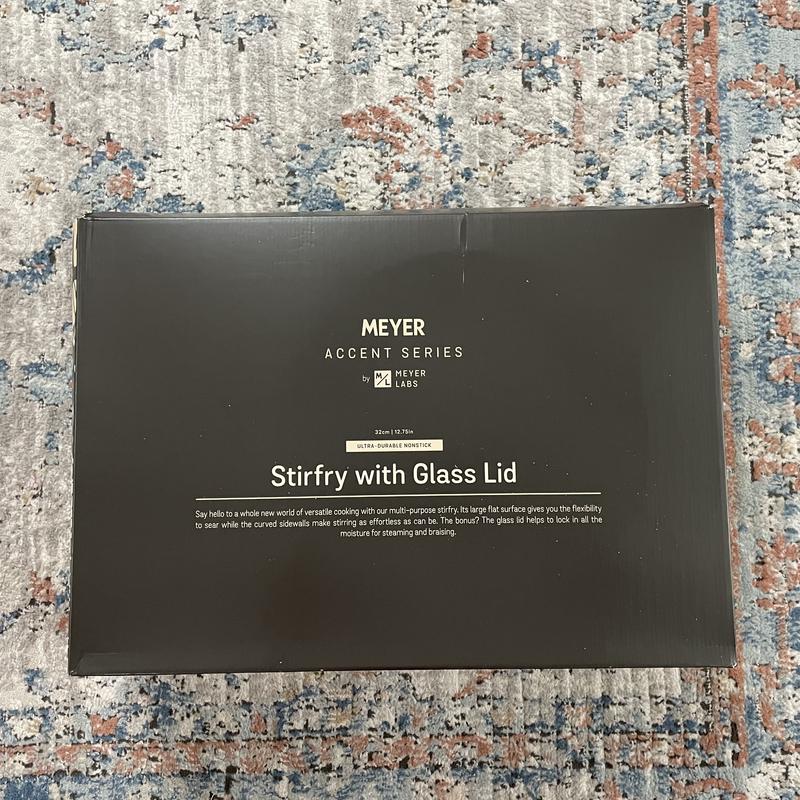 MEYER
ACCENT SERIES
by M/L MEYER
LABS
32cm | 12.75in
ULTRA-DURABLE NONSTICK
Stirfry with Glass Lid
Say hello to a whole new world of versatile cooking with our multi-purpose stirfry. Its large flat surface gives you the flexibility
to sear while the curved sidewalls make stirring as effortless as can be. The bonus? The glass lid helps to lock in all the
moisture for steaming and braising.